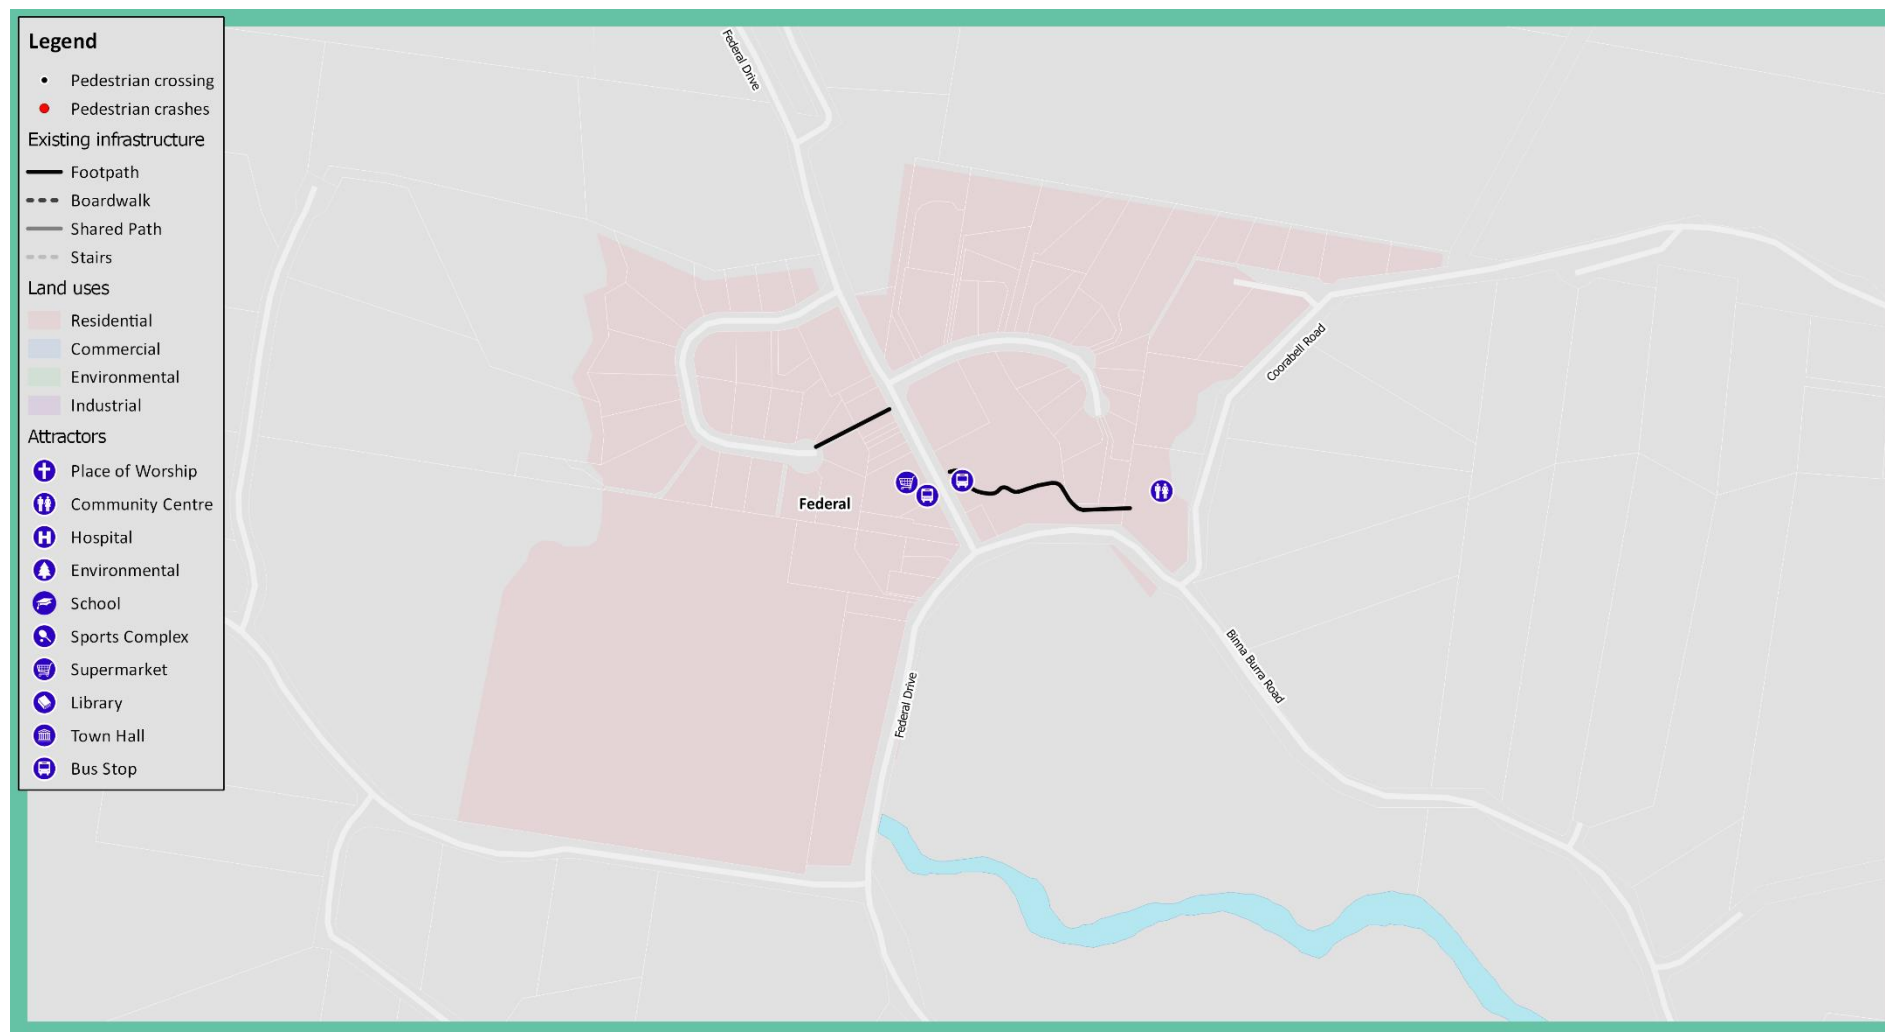 Legend
Pedestrian crossing
Pedestrian crashes
Existing infrastructure
Footpath
Boardwalk
Shared Path
Stairs
Land uses
Residential
Commercial
Environmental
Industrial
Attractors
Place of Worship
Community Centre
Hospital
Environmental
School
Sports Complex
Supermarket
Library
Town Hall
Bus Stop
Federal Drive
Coorabell Road
Federal
Binna Burra Road
Federal Drive